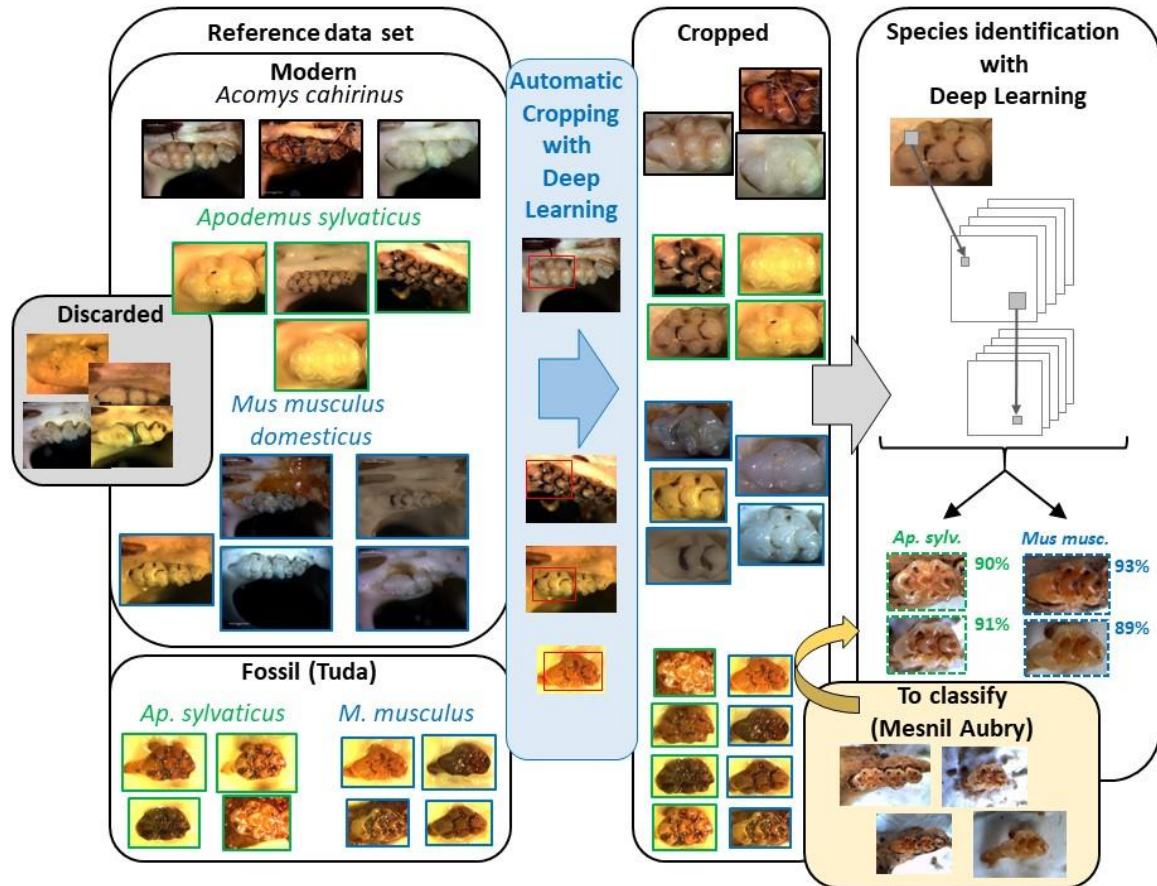 Reference data set
Modern
Acomys cahirinus
Apodemus sylvaticus
Discarded
Mus musculus
domesticus
Fossil (Tuda)
Ap. sylvaticus
M. musculus
Automatic
Cropping
with
Deep
Learning
Cropped
Species identification
with
Deep Learning
Ap. sylv.
90%
91%
Mus musc.
93%
89%
To classify
(Mesnil Aubry)